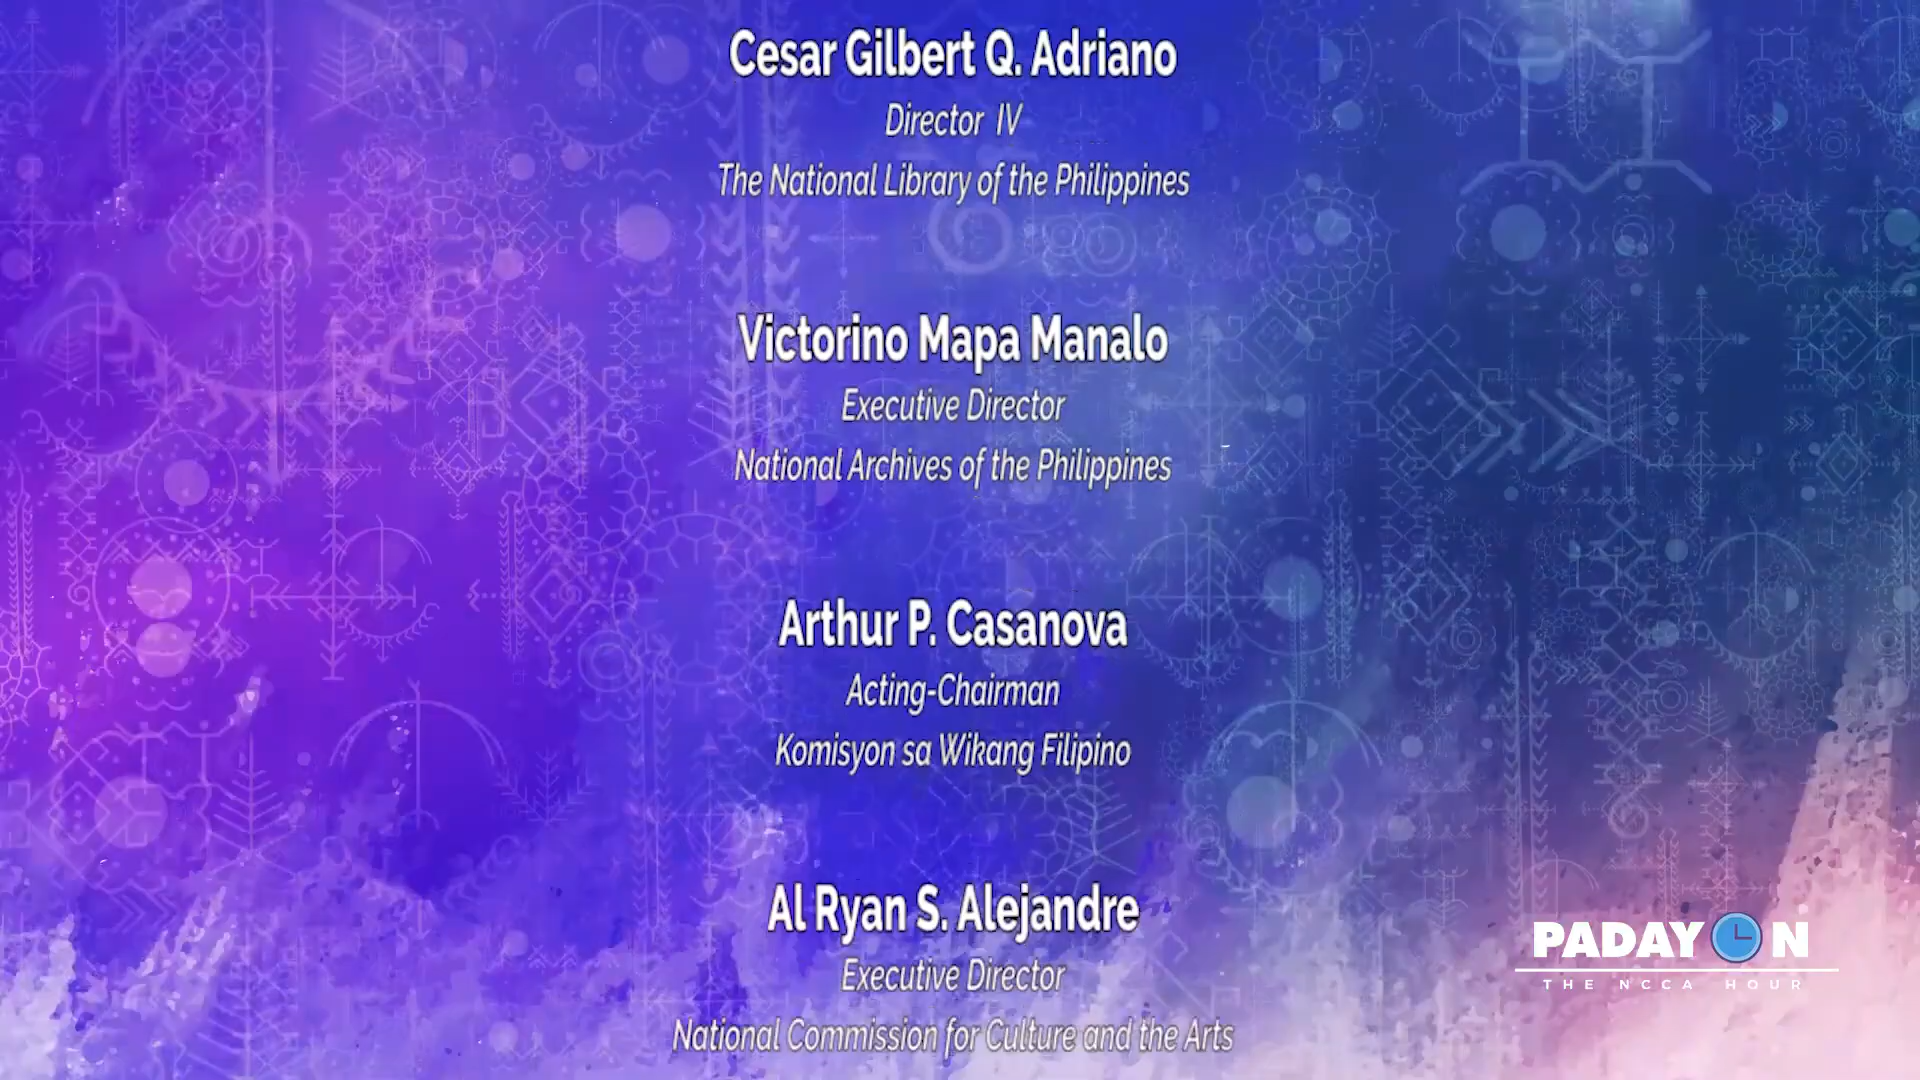 Cesar Gilbert Q. Adriano
Director IV
The National Library of the Philippines
Victorino Mapa Manalo
Executive Director
National Archives of the Philippines
Arthur P. Casanova
Acting-Chairman
Komisyon sa Wikang Filipino
Al Ryan S. Alejandre
Executive Director
National Commission for Culture and the Arts
PADAYON
THE NCCA HOUR